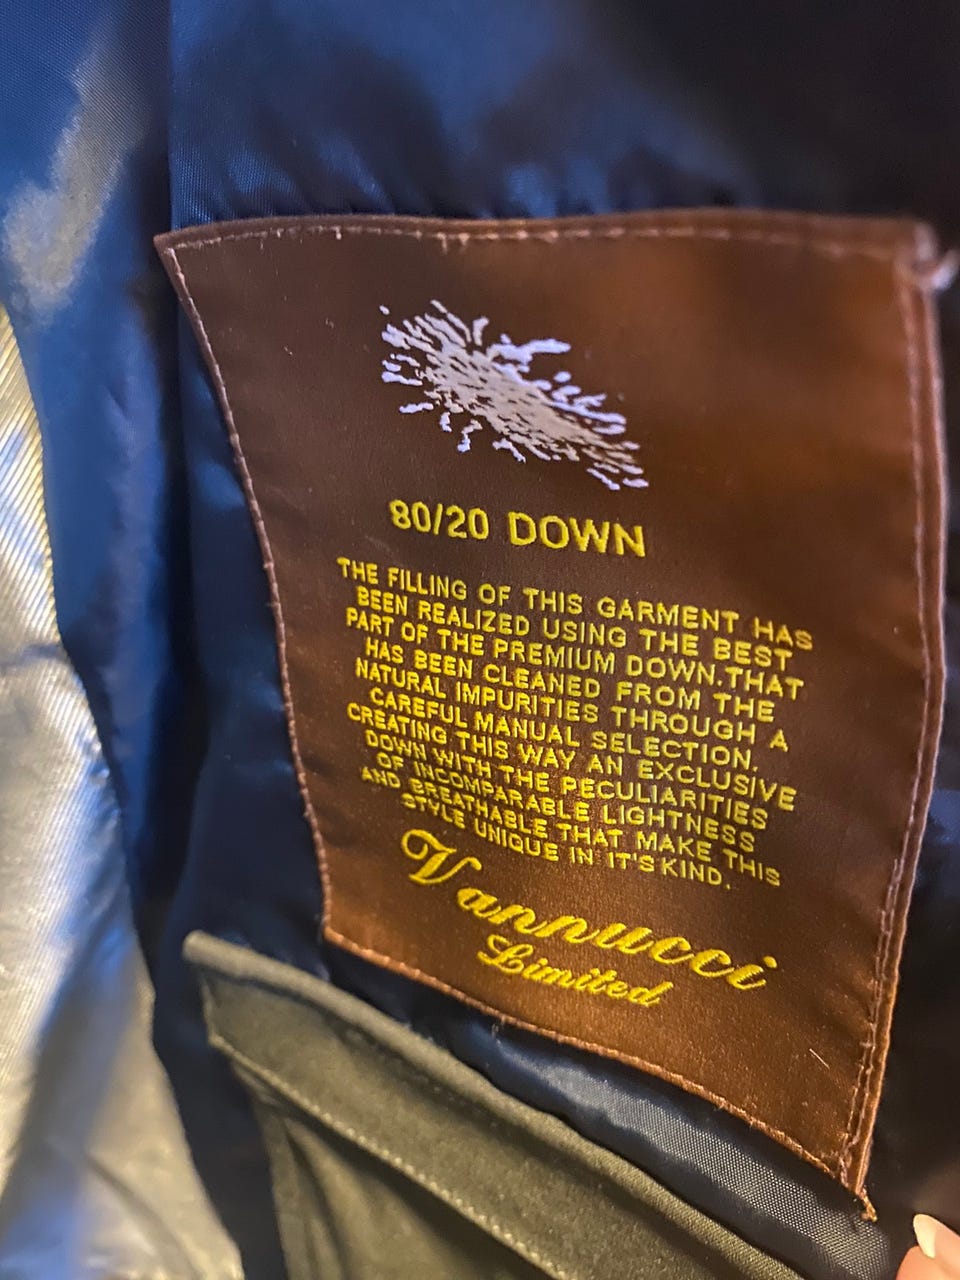 80/20 DOWN
THE FILLING OF THIS GARMENT HAS
BEEN REALIZED USING THE BEST
PART OF THE PREMIUM DOWN.THAT
HAS BEEN CLEANED FROM THE
NATURAL IMPURITIES THROUGH A
CAREFUL MANUAL SELECTION.
CREATING THIS WAY AN EXCLUSIVE
DOWN WITH THE PECULIARITIES
OF INCOMPARABLE LIGHTNESS
AND BREATHABLE THAT MAKE THIS
STYLE UNIQUE IN IT'S KIND.
Vannucci
Limited